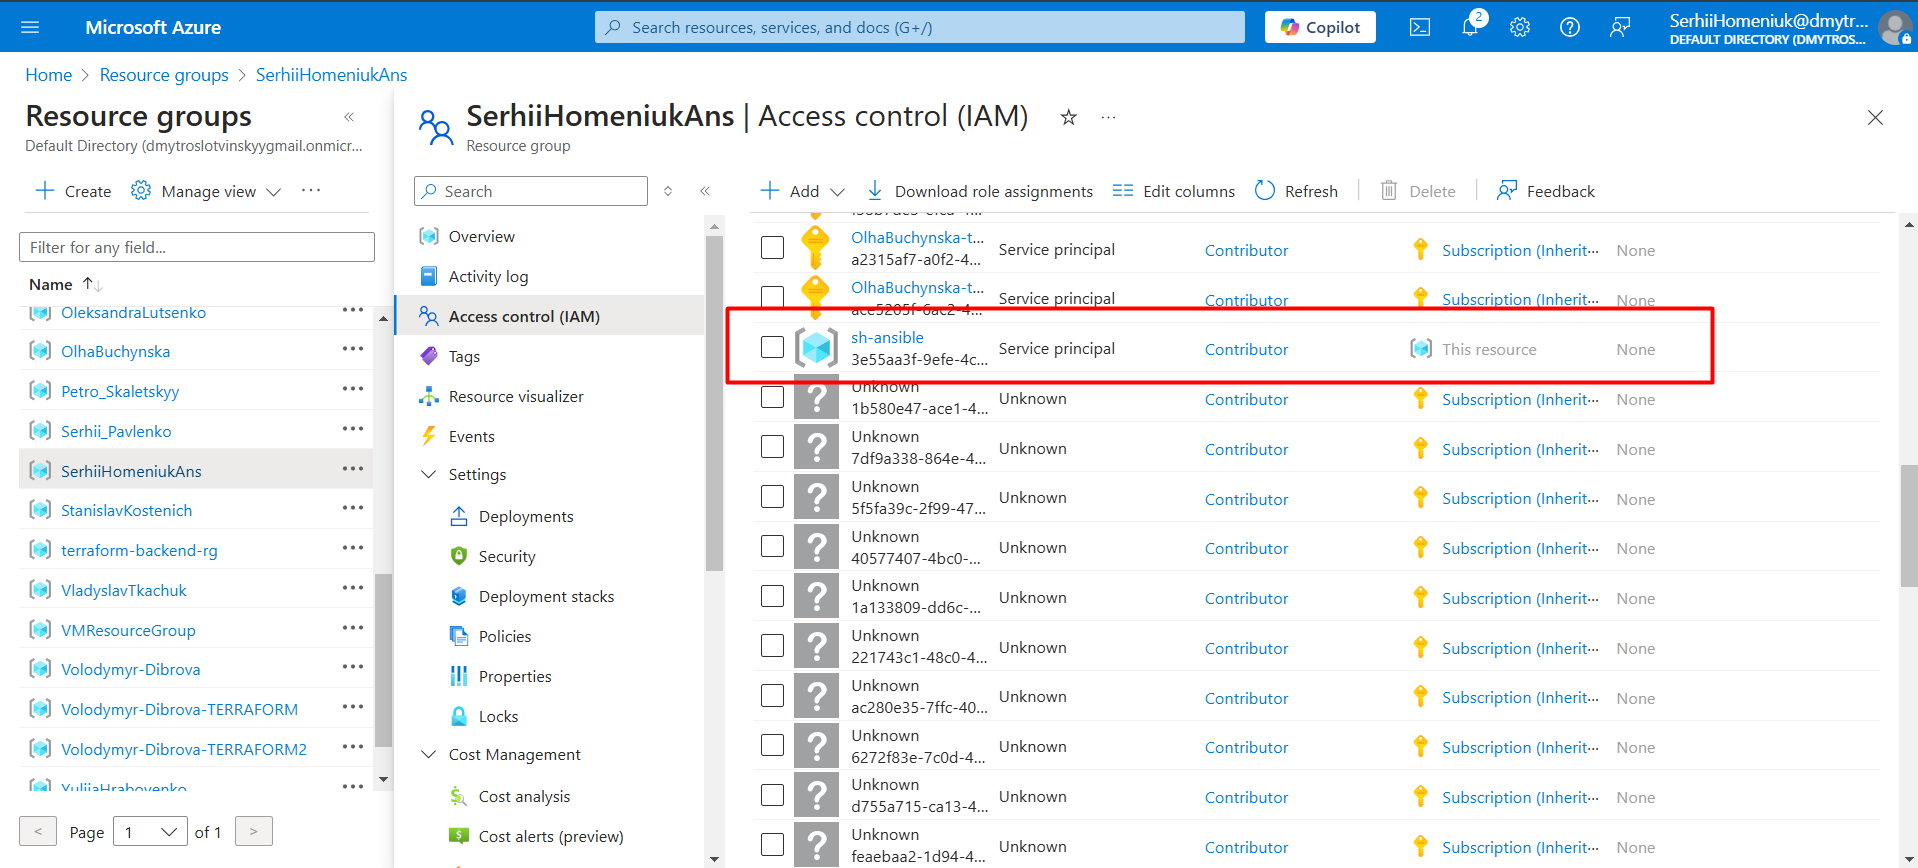 Microsoft Azure
Search resources, services, and docs (G+/)
Copilot
2
SerhiiHomeniuk@dmytr...
DEFAULT DIRECTORY (DMYTROS...
Home > Resource groups > SerhiiHomeniukAns
Resource groups
Default Directory (dmytroslotvinskyygmail.onmicr...
Create
Manage view
Filter for any field...
Name
OleksandraLutsenko
OlhaBuchynska
Petro_Skaletskyy
Serhii_Pavlenko
SerhiiHomeniukAns
StanislavKostenich
terraform-backend-rg
VladyslavTkachuk
VMResourceGroup
Volodymyr-Dibrova
Volodymyr-Dibrova-TERRAFORM
Volodymyr-Dibrova-TERRAFORM2
YuliiaHrabovenko
< Page 1 of 1 >
SerhiiHomeniukAns | Access control (IAM)
Resource group
Search
Overview
Activity log
Access control (IAM)
Tags
Resource visualizer
Events
Settings
Deployments
Security
Deployment stacks
Policies
Properties
Locks
Cost Management
Cost analysis
Cost alerts (preview)
Add
Download role assignments
Edit columns
Refresh
Delete
Feedback
OlhaBuchynska-t...
a2315af7-a0f2-4... Service principal Contributor Subscription (Inherit... None
OlhaBuchynska-t...
ace5205f-6ac2-4... Service principal Contributor Subscription (Inherit... None
sh-ansible
3e55aa3f-9efe-4c... Service principal Contributor This resource None
Unknown
1b580e47-ace1-4... Unknown Contributor Subscription (Inherit... None
Unknown
7df9a338-864e-4... Unknown Contributor Subscription (Inherit... None
Unknown
5f5fa39c-2f99-47... Unknown Contributor Subscription (Inherit... None
Unknown
40577407-4bc0-... Unknown Contributor Subscription (Inherit... None
Unknown
1a133809-dd6c-... Unknown Contributor Subscription (Inherit... None
Unknown
221743c1-48c0-4... Unknown Contributor Subscription (Inherit... None
Unknown
ac280e35-7ffc-40... Unknown Contributor Subscription (Inherit... None
Unknown
6272f83e-7c0d-4... Unknown Contributor Subscription (Inherit... None
Unknown
d755a715-ca13-4... Unknown Contributor Subscription (Inherit... None
Unknown
feaebaa2-1d94-4... Unknown Contributor Subscription (Inherit... None